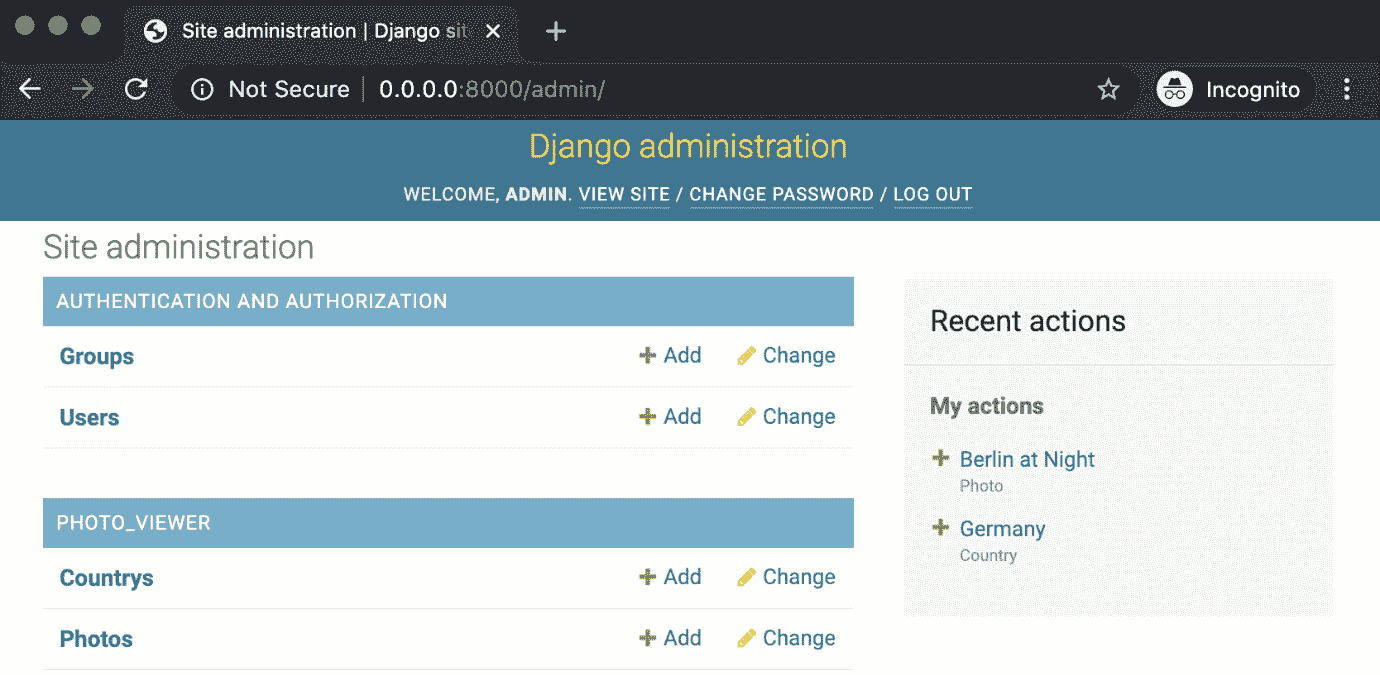 Site administration | Django sit
Not Secure 0.0.0.0:8000/admin/ Incognito
Django administration
WELCOME, ADMIN. VIEW SITE / CHANGE PASSWORD / LOG OUT
Site administration
AUTHENTICATION AND AUTHORIZATION
Groups Add Change
Users Add Change
PHOTO_VIEWER
Countrys Add Change
Photos Add Change
Recent actions
My actions
Berlin at Night
Photo
Germany
Country